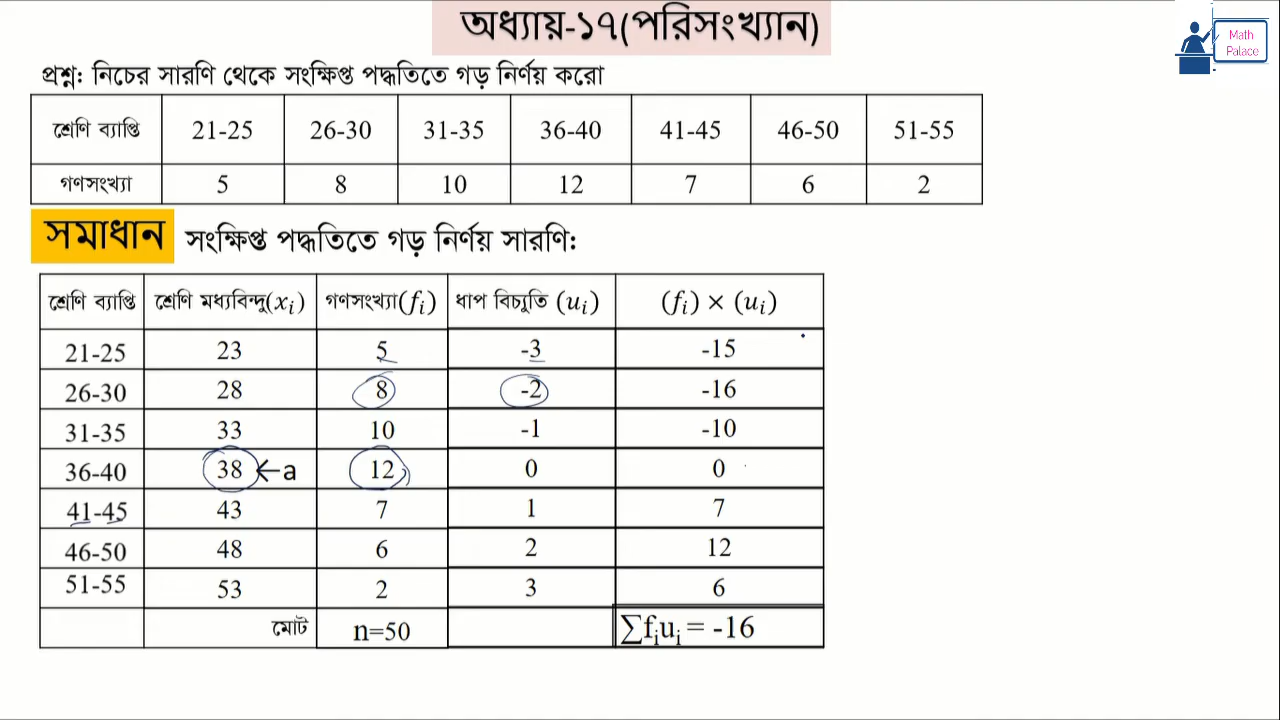 অধ্যায়-১৭(পরিসংখ্যান)
Math
Palace
প্রশ্ন: নিচের সারণি থেকে সংক্ষিপ্ত পদ্ধতিতে গড় নির্ণয় করো
শ্রেণি ব্যাপ্তি 21-25 26-30 31-35 36-40 41-45 46-50 51-55
গণসংখ্যা 5 8 10 12 7 6 2
সমাধান সংক্ষিপ্ত পদ্ধতিতে গড় নির্ণয় সারণি:
শ্রেণি ব্যাপ্তি শ্রেণি মধ্যবিন্দু(xᵢ) গণসংখ্যা(fᵢ) ধাপ বিচ্যুতি (uᵢ) (fᵢ) × (uᵢ)
21-25 23 5 -3 -15
26-30 28 8 -2 -16
31-35 33 10 -1 -10
36-40 38 ←a 12 0 0
41-45 43 7 1 7
46-50 48 6 2 12
51-55 53 2 3 6
মোট n=50 ∑fᵢuᵢ = -16